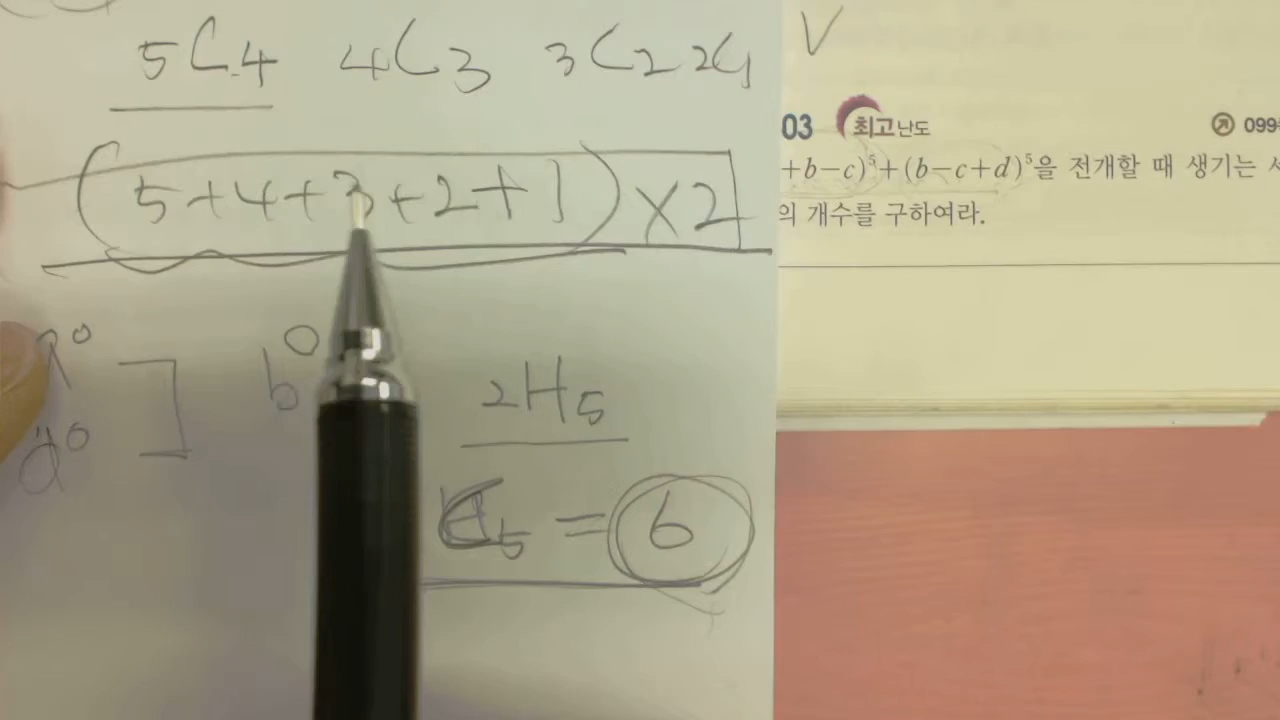 5C4 4C3 3C2 2C1
(5+4+3+2+1)×2
a⁰ b⁰ 2H5
d⁰
C5 = 6
V
03 최고난도 099
+b−c)⁵+(b−c+d)⁵을 전개할 때 생기는
의 개수를 구하여라.